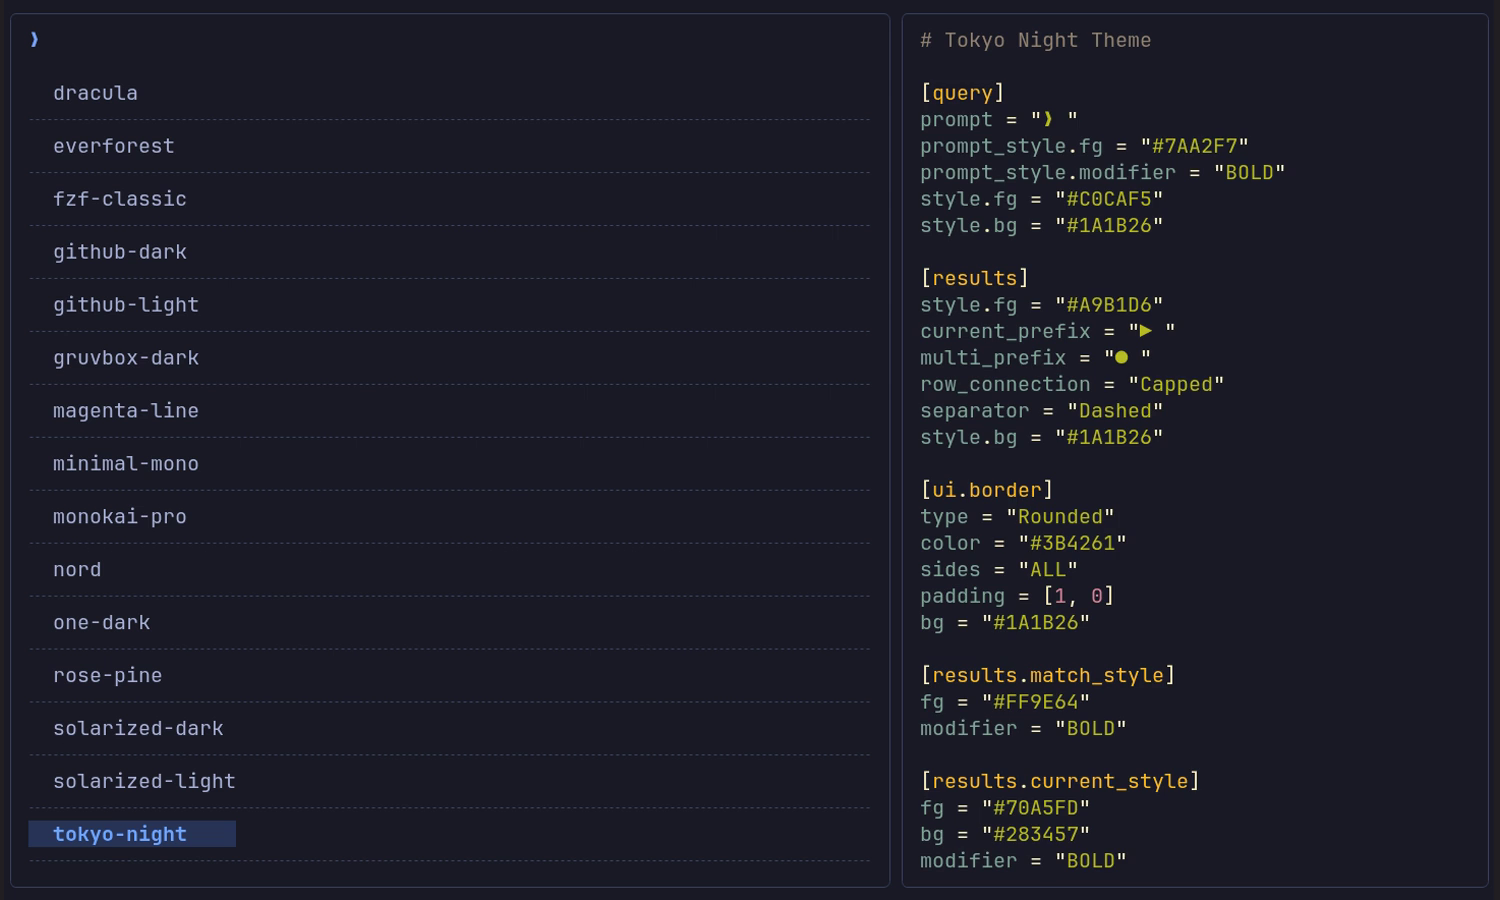 ❱
dracula
everforest
fzf-classic
github-dark
github-light
gruvbox-dark
magenta-line
minimal-mono
monokai-pro
nord
one-dark
rose-pine
solarized-dark
solarized-light
tokyo-night
# Tokyo Night Theme
[query]
prompt = "❱ "
prompt_style.fg = "#7AA2F7"
prompt_style.modifier = "BOLD"
style.fg = "#C0CAF5"
style.bg = "#1A1B26"
[results]
style.fg = "#A9B1D6"
current_prefix = "▶ "
multi_prefix = "● "
row_connection = "Capped"
separator = "Dashed"
style.bg = "#1A1B26"
[ui.border]
type = "Rounded"
color = "#3B4261"
sides = "ALL"
padding = [1, 0]
bg = "#1A1B26"
[results.match_style]
fg = "#FF9E64"
modifier = "BOLD"
[results.current_style]
fg = "#70A5FD"
bg = "#283457"
modifier = "BOLD"